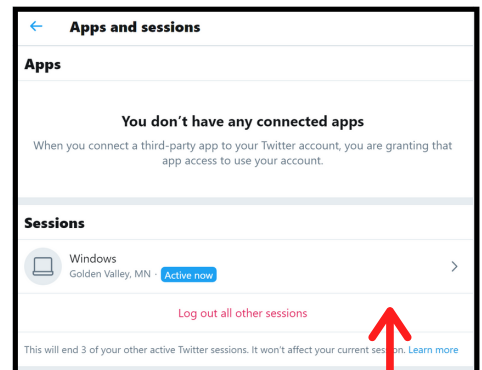 Apps and sessions
Apps
You don't have any connected apps
When you connect a third-party app to your Twitter account, you are granting that
app access to use your account.
Sessions
Windows
Golden Valley, MN · Active now
Log out all other sessions
This will end 3 of your other active Twitter sessions. It won't affect your current session. Learn more